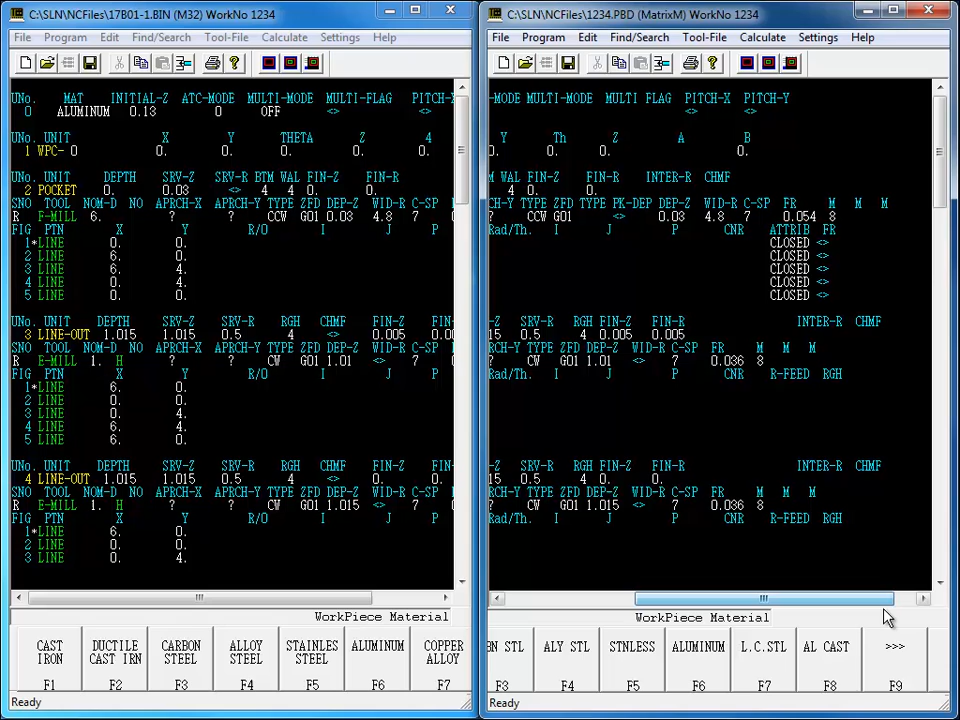 C:\SLN\NCFiles\17B01-1.BIN (M32) WorkNo 1234
File Program Edit Find/Search Tool-File Calculate Settings Help
UNo. MAT INITIAL-Z ATC-MODE MULTI-MODE MULTI-FLAG PITCH-X
0 ALUMINUM 0.13 0 OFF <> <>
UNo. UNIT X Y THETA Z 4
1 WPC- 0 0. 0. 0. 0. 0.
UNo. UNIT DEPTH SRV-Z SRV-R BTM WAL FIN-Z FIN-R
2 POCKET 0. 0.03 <> 4 4 0. 0.
SNO TOOL NOM-D NO APRCH-X APRCH-Y TYPE ZFD DEP-Z WID-R C-SP
R F-MILL 6. ? ? CCW G01 0.03 4.8 7
FIG PTN X Y R/O I J P
1*LINE 0. 0.
2 LINE 6. 0.
3 LINE 6. 4.
4 LINE 0. 4.
5 LINE 0. 0.
UNo. UNIT DEPTH SRV-Z SRV-R RGH CHMF FIN-Z FIN-R
3 LINE-OUT 1.015 1.015 0.5 4 <> 0.005 0.00
SNO TOOL NOM-D NO APRCH-X APRCH-Y TYPE ZFD DEP-Z WID-R C-SP
R E-MILL 1. H ? ? CW G01 1.01 <> 7
FIG PTN X Y R/O I J P
1*LINE 6. 0.
2 LINE 0. 0.
3 LINE 0. 4.
4 LINE 6. 4.
5 LINE 6. 0.
UNo. UNIT DEPTH SRV-Z SRV-R RGH CHMF FIN-Z FIN-R
4 LINE-OUT 1.015 1.015 0.5 4 <> 0. 0.
SNO TOOL NOM-D NO APRCH-X APRCH-Y TYPE ZFD DEP-Z WID-R C-SP
R E-MILL 1. H ? ? CW G01 1.015 <> 7
FIG PTN X Y R/O I J P
1*LINE 6. 0.
2 LINE 0. 0.
3 LINE 0. 4.
WorkPiece Material
CAST IRON DUCTILE CAST IRN CARBON STEEL ALLOY STEEL STAINLES STEEL ALUMINUM COPPER ALLOY
F1 F2 F3 F4 F5 F6 F7
Ready
C:\SLN\NCFiles\1234.PBD (MatrixM) WorkNo 1234
File Program Edit Find/Search Tool-File Calculate Settings Help
-MODE MULTI-MODE MULTI FLAG PITCH-X PITCH-Y
<> <>
Y Th Z A B
0. 0. 0. 0.
M WAL FIN-Z FIN-R INTER-R CHMF
4 0. 0.
CH-Y TYPE ZFD TYPE PK-DEP DEP-Z WID-R C-SP FR M M M
? CCW G01 <> 0.03 4.8 7 0.054 8
Rad/Th. I J P CNR ATTRIB FR
CLOSED <>
CLOSED <>
CLOSED <>
CLOSED <>
CLOSED <>
-Z SRV-R RGH FIN-Z FIN-R INTER-R CHMF
15 0.5 4 0.005 0.005
CH-Y TYPE ZFD DEP-Z WID-R C-SP FR M M M
? CW G01 1.01 <> 7 0.036 8
Rad/Th. I J P CNR R-FEED RGH
-Z SRV-R RGH FIN-Z FIN-R INTER-R CHMF
15 0.5 4 0. 0.
CH-Y TYPE ZFD DEP-Z WID-R C-SP FR M M M
? CW G01 1.015 <> 7 0.036 8
Rad/Th. I J P CNR R-FEED RGH
WorkPiece Material
BN STL ALY STL STNLESS ALUMINUM L.C.STL AL CAST >>>
F3 F4 F5 F6 F7 F8 F9
Ready